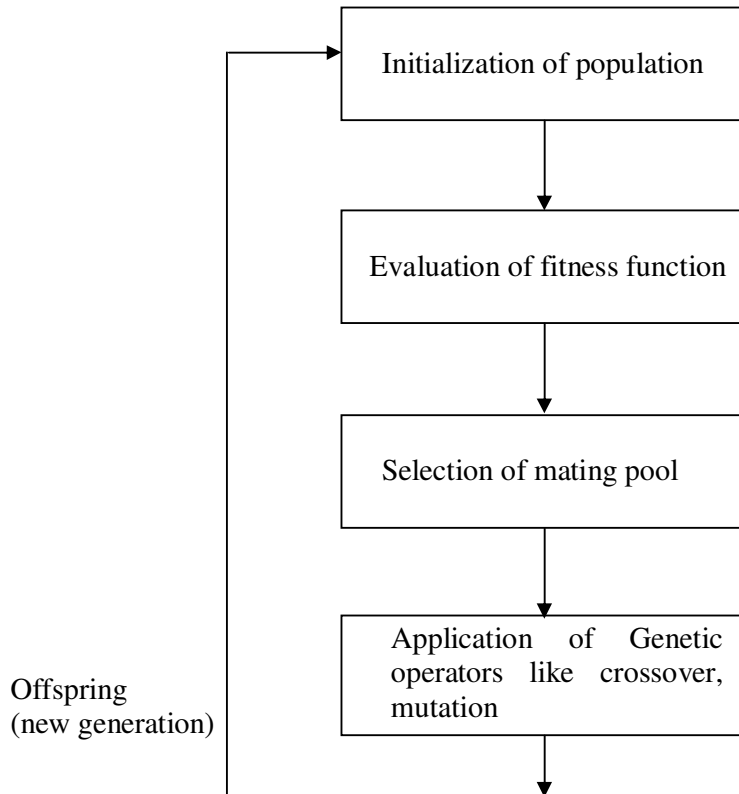 Initialization of population
Evaluation of fitness function
Selection of mating pool
Application of Genetic
operators like crossover,
mutation
Offspring
(new generation)